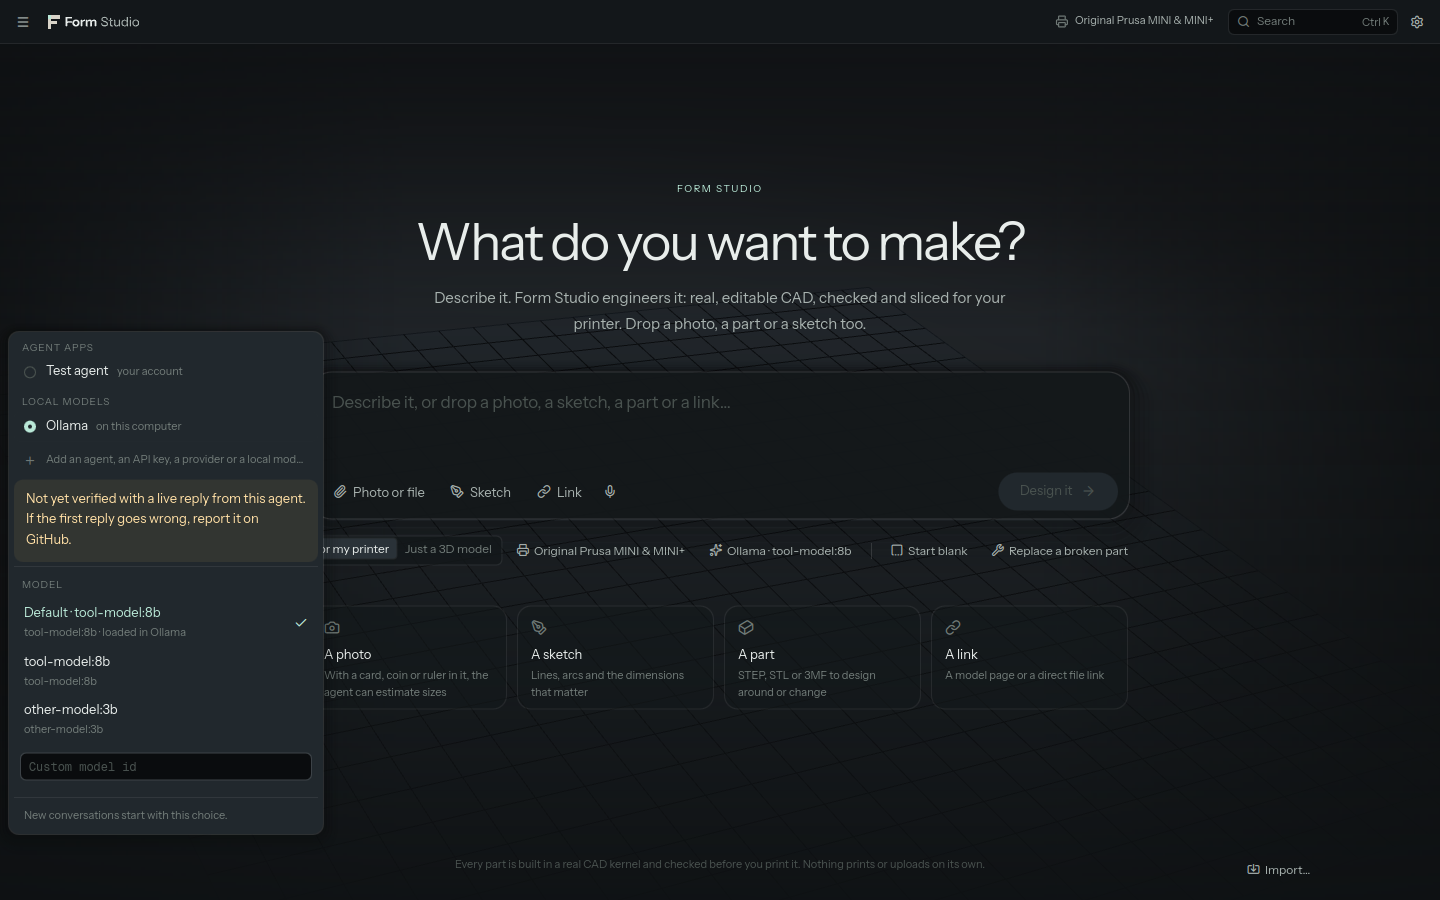 Form Studio
Original Prusa MINI & MINI+
Search
Ctrl K
FORM STUDIO
What do you want to make?
Describe it. Form Studio engineers it: real, editable CAD, checked and sliced for your
printer. Drop a photo, a part or a sketch too.
AGENT APPS
Test agent your account
LOCAL MODELS
Ollama on this computer
Add an agent, an API key, a provider or a local mod...
Not yet verified with a live reply from this agent.
If the first reply goes wrong, report it on
GitHub.
MODEL
Default · tool-model:8b
tool-model:8b · loaded in Ollama
tool-model:8b
tool-model:8b
other-model:3b
other-model:3b
Custom model id
New conversations start with this choice.
Describe it, or drop a photo, a sketch, a part or a link...
Photo or file
Sketch
Link
Design it
or my printer
Just a 3D model
Original Prusa MINI & MINI+
Ollama · tool-model:8b
Start blank
Replace a broken part
A photo
With a card, coin or ruler in it, the
agent can estimate sizes
A sketch
Lines, arcs and the dimensions
that matter
A part
STEP, STL or 3MF to design
around or change
A link
A model page or a direct file link
Every part is built in a real CAD kernel and checked before you print it. Nothing prints or uploads on its own.
Import...